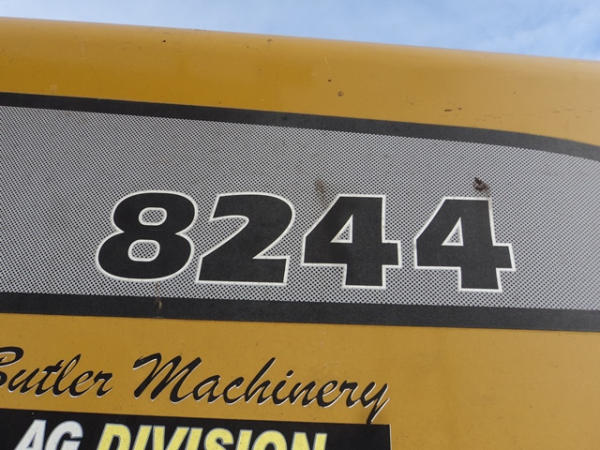 8244
Butler Machinery
AG DIVISION